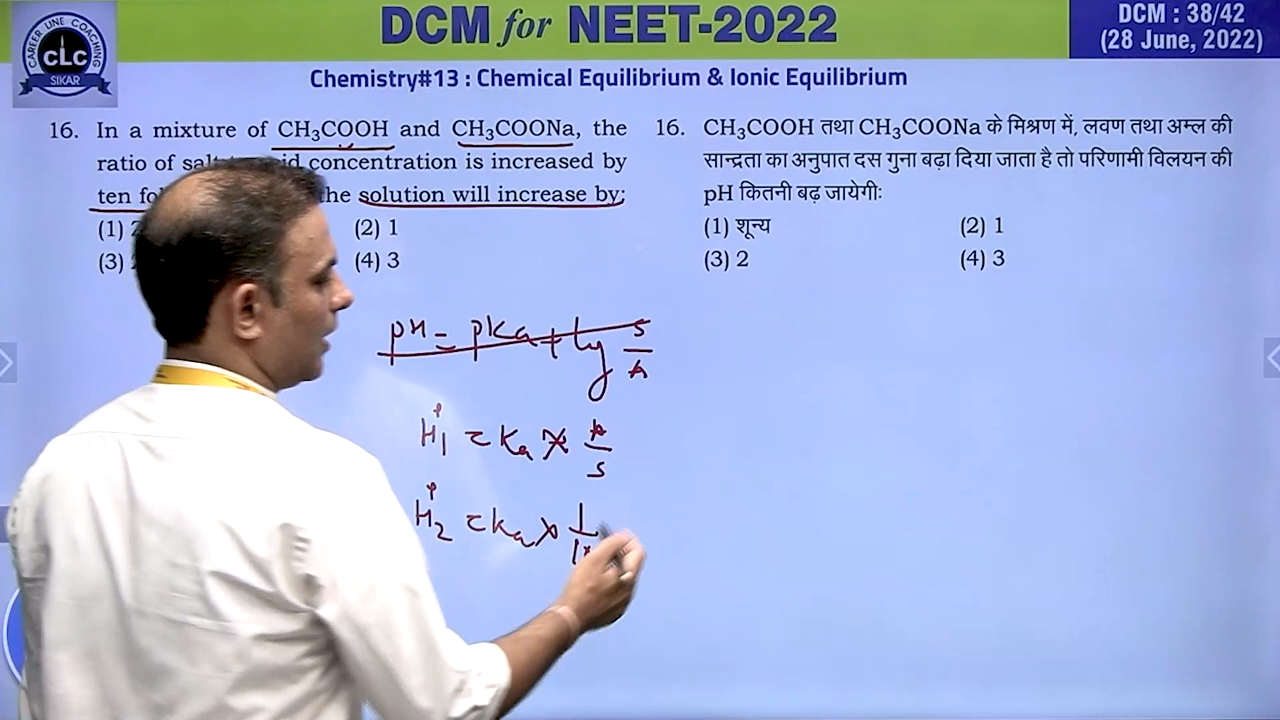 DCM for NEET-2022
DCM : 38/42
(28 June, 2022)
CAREER LINE COACHING
CLC
SIKAR
Chemistry#13 : Chemical Equilibrium & Ionic Equilibrium
16. In a mixture of CH₃COOH and CH₃COONa, the
ratio of concentration is increased by
ten the solution will increase by;
(1) (2) 1
(3) (4) 3
16. CH₃COOH तथा CH₃COONa के मिश्रण में, लवण तथा अम्ल की
सान्द्रता का अनुपात दस गुना बढ़ा दिया जाता है तो परिणामी विलयन की
pH कितनी बढ़ जायेगीः
(1) शून्य (2) 1
(3) 2 (4) 3
pH = pKa + log s/a
H₁ = Ka × a/s
H₂ = Ka × 1/10